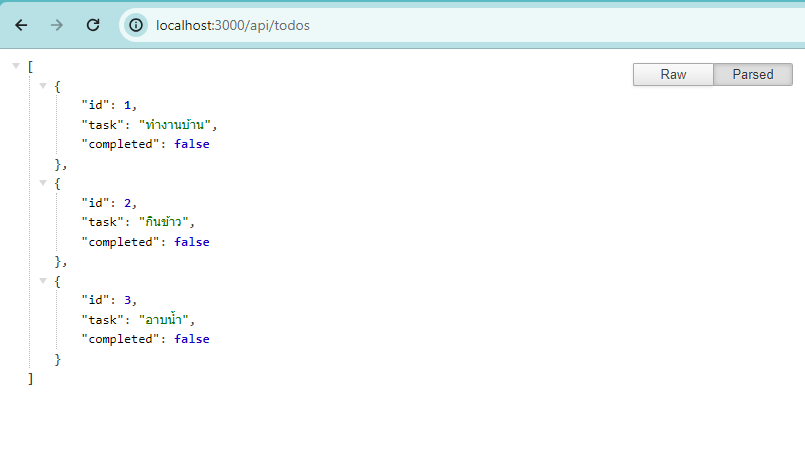 localhost:3000/api/todos
Raw Parsed
[
{
"id": 1,
"task": "ทำงานบ้าน",
"completed": false
},
{
"id": 2,
"task": "กินข้าว",
"completed": false
},
{
"id": 3,
"task": "อาบน้ำ",
"completed": false
}
]